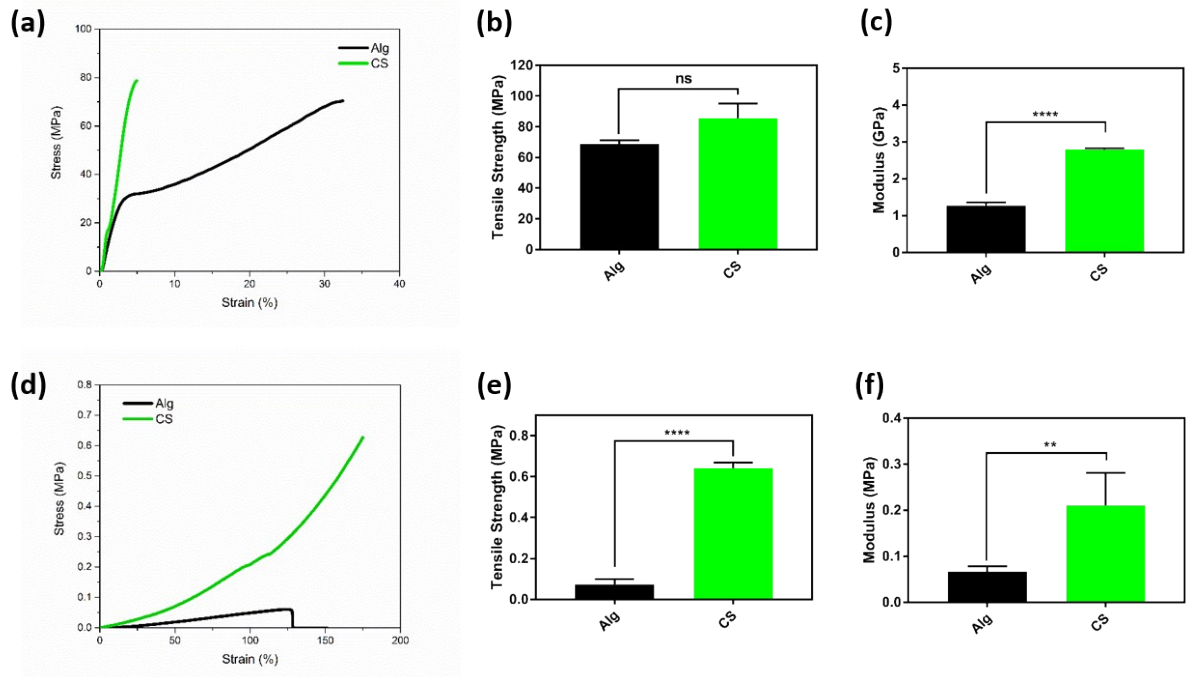 (a)
100
80
60
40
20
0
Stress (MPa)
Alg
CS
0 10 20 30 40
Strain (%)
(b)
120
100
80
60
40
20
0
Tensile Strength (MPa)
ns
Alg CS
(c)
5
4
3
2
1
0
Modulus (GPa)
****
Alg CS
(d)
0.8
0.7
0.6
0.5
0.4
0.3
0.2
0.1
0.0
Stress (MPa)
Alg
CS
0 50 100 150 200
Strain (%)
(e)
0.8
0.6
0.4
0.2
0.0
Tensile Strength (MPa)
****
Alg CS
(f)
0.4
0.3
0.2
0.1
0.0
Modulus (MPa)
**
Alg CS